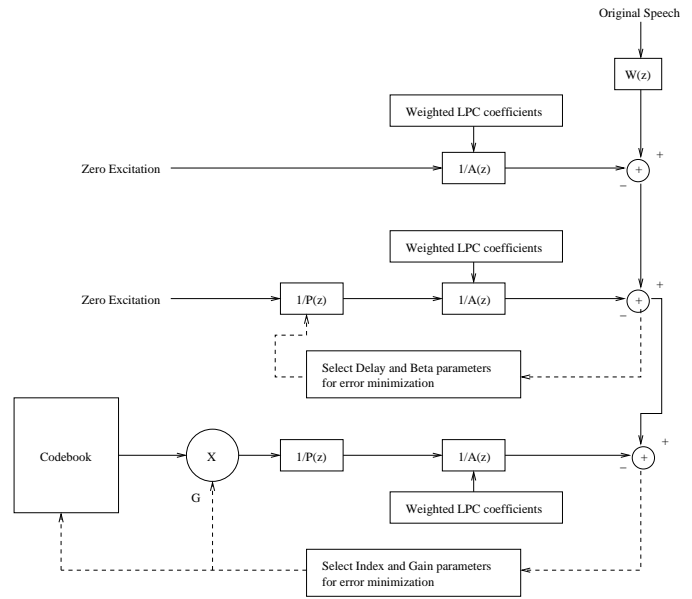 Original Speech
W(z)
Weighted LPC coefficients
+
Zero Excitation
1/A(z)
+
−
Weighted LPC coefficients
+
Zero Excitation
1/P(z)
1/A(z)
+
−
Select Delay and Beta parameters
for error minimization
+
Codebook
X
1/P(z)
1/A(z)
+
−
G
Weighted LPC coefficients
Select Index and Gain parameters
for error minimization